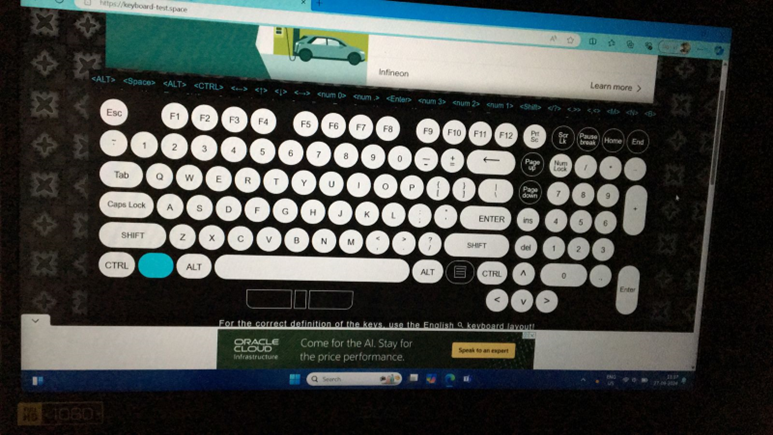 https://keyboard-test.space
Infineon
Learn more >
<ALT> <Space> <ALT> <CTRL> <--> <↑> <↓> <--> <num 0> <num .> <Enter> <num 3> <num 2> <num 1> <Shift>
Esc F1 F2 F3 F4 F5 F6 F7 F8 F9 F10 F11 F12 Prt Sc Scr Lk Pause break Home End
~ 1 2 3 4 5 6 7 8 9 0 — - + = ← Page up Num Lock / * -
Tab Q W E R T Y U I O P { [ } ] | \ Page down 7 8 9 +
Caps Lock A S D F G H J K L : ; " ENTER ins 4 5 6
SHIFT Z X C V B N M < , > . ? / SHIFT del 1 2 3
CTRL ALT ALT CTRL ^ 0 . Enter
< v >
For the correct definition of the keys, use the English keyboard layout!
ORACLE
CLOUD
Infrastructure
Come for the AI. Stay for
the price performance.
Speak to an expert
Search
FHD
1080